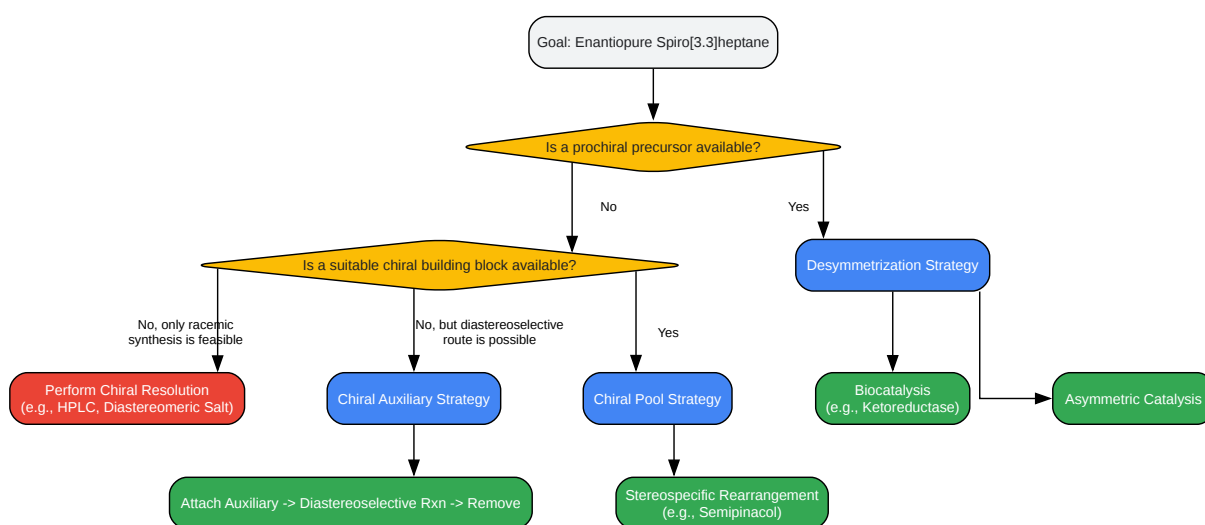 Goal: Enantiopure Spiro[3.3]heptane
Is a prochiral precursor available?
No
Yes
Is a suitable chiral building block available?
Desymmetrization Strategy
No, only racemic
synthesis is feasible
No, but diastereoselective
route is possible
Yes
Perform Chiral Resolution
(e.g., HPLC, Diastereomeric Salt)
Chiral Auxiliary Strategy
Chiral Pool Strategy
Biocatalysis
(e.g., Ketoreductase)
Asymmetric Catalysis
Attach Auxiliary -> Diastereoselective Rxn -> Remove
Stereospecific Rearrangement
(e.g., Semipinacol)